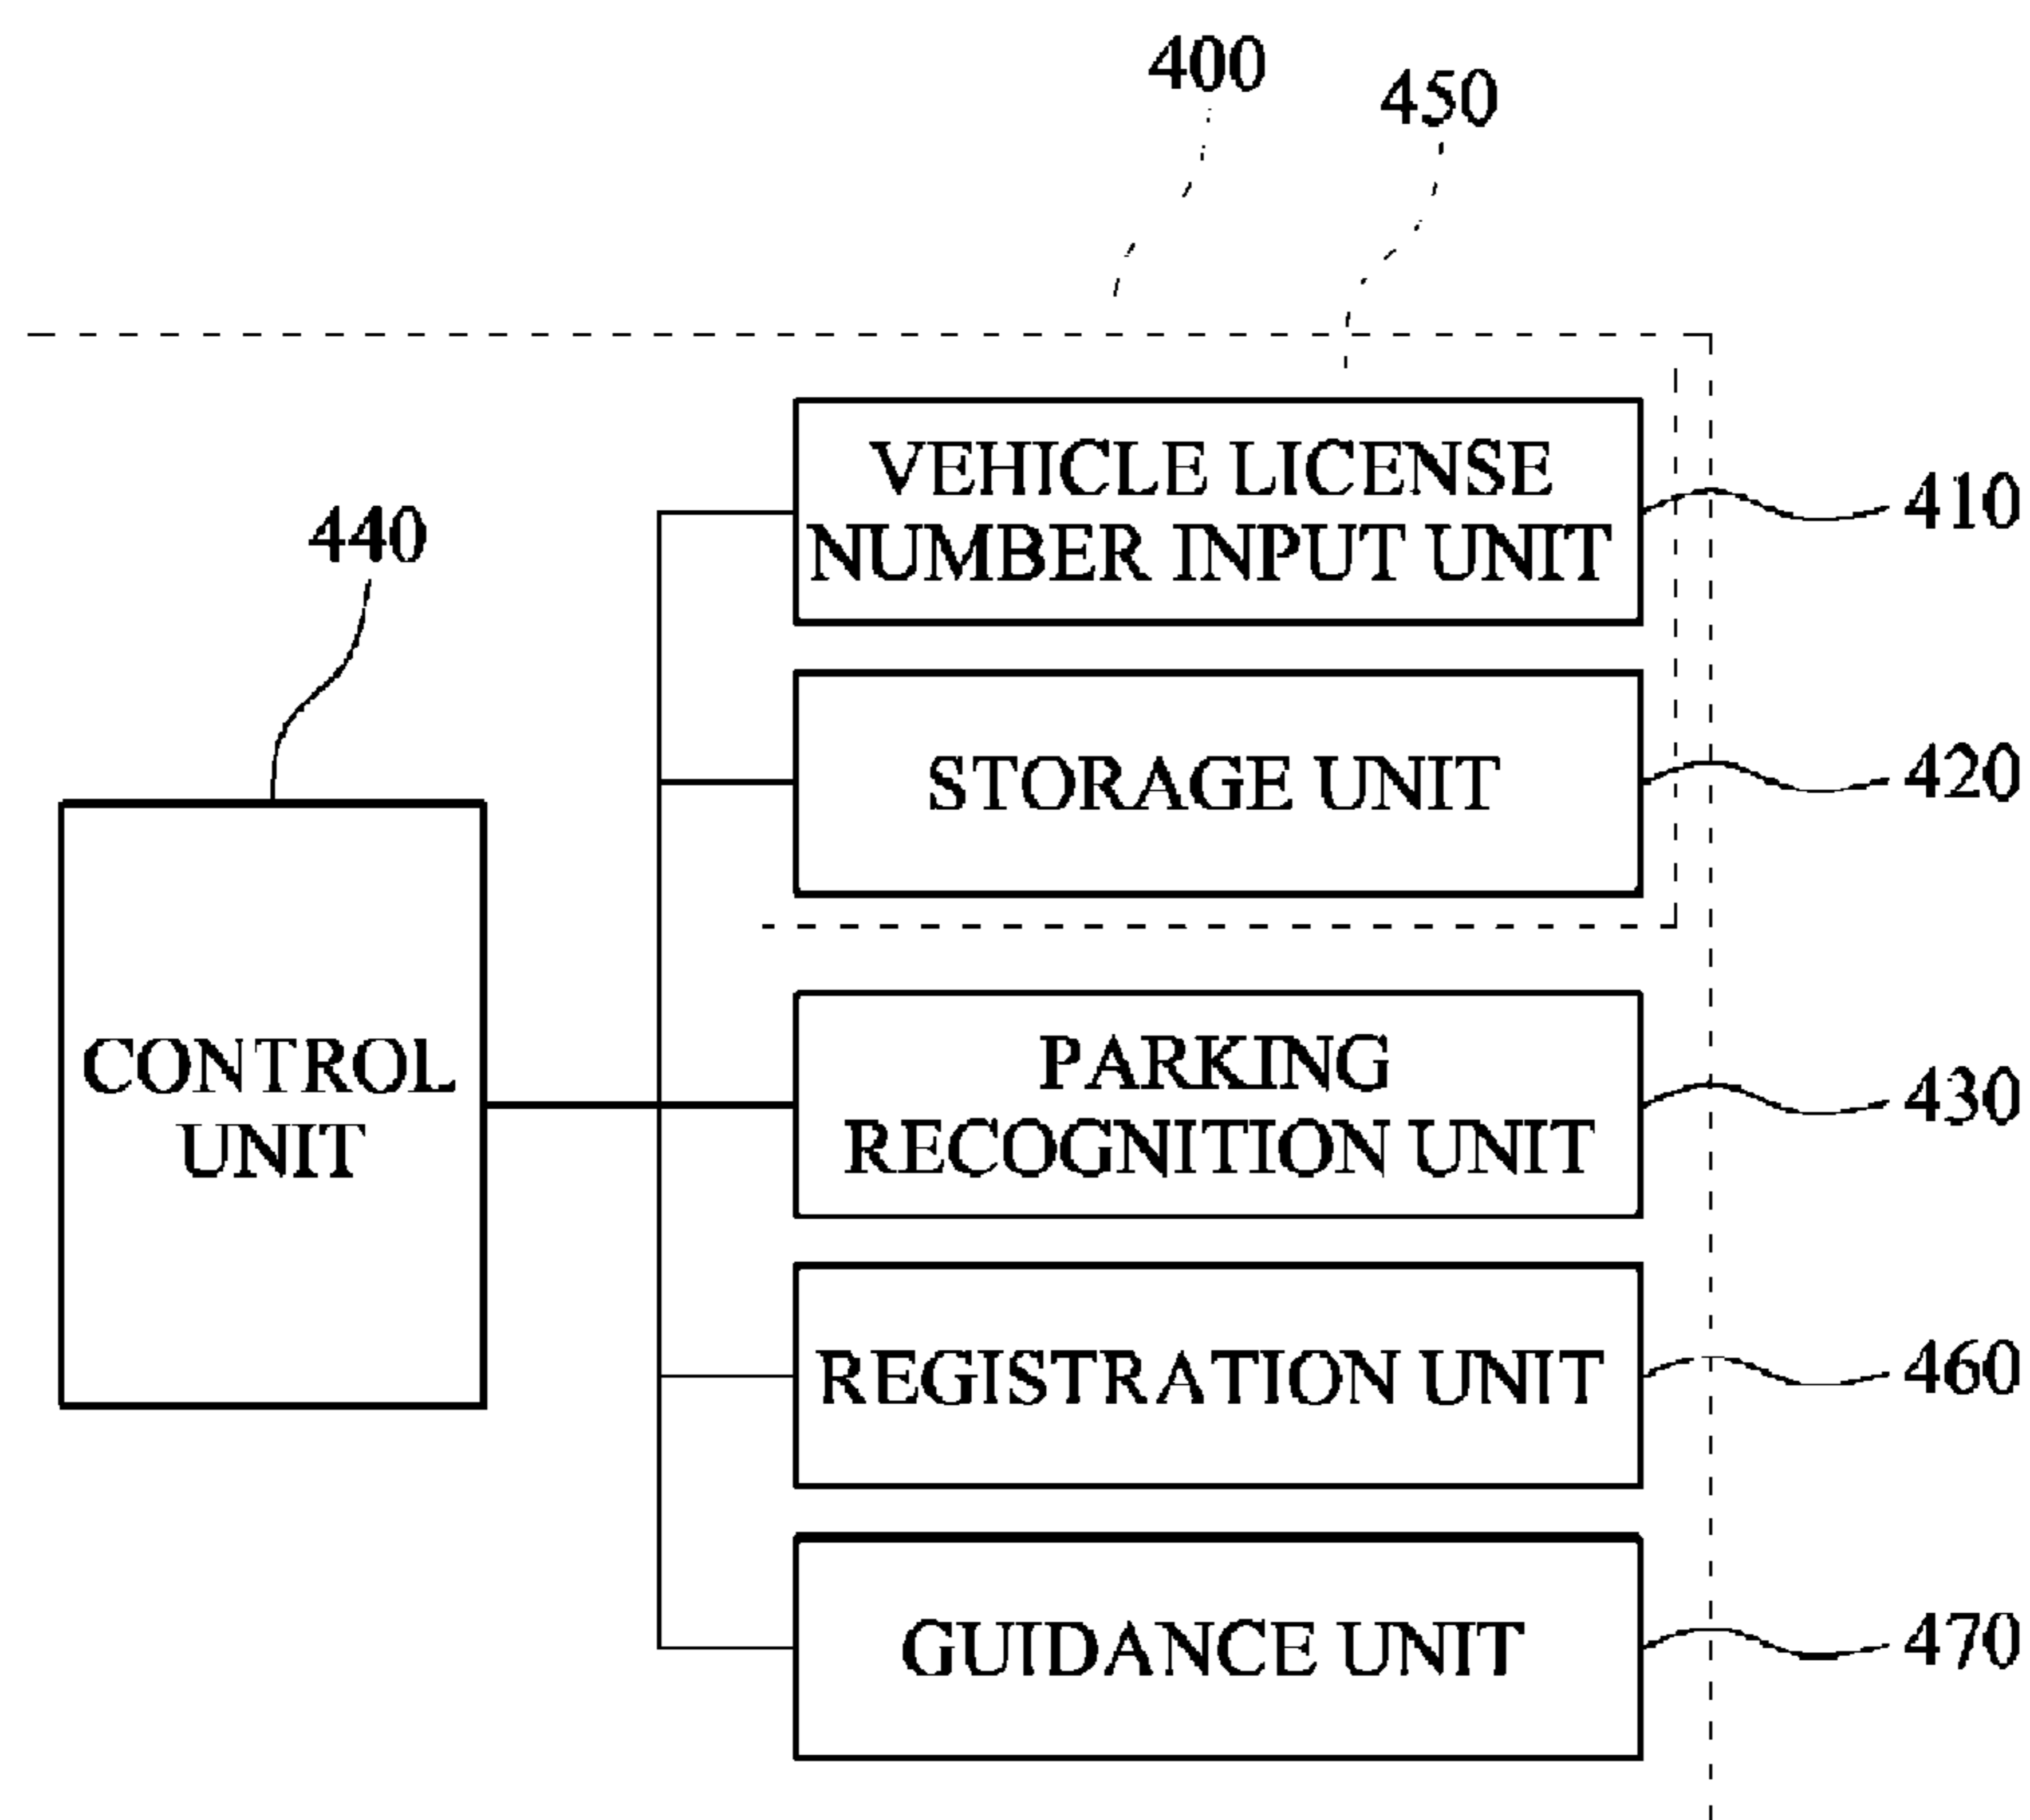 400
450
VEHICLE LICENSE
NUMBER INPUT UNIT
410
440
STORAGE UNIT
420
CONTROL
UNIT
PARKING
RECOGNITION UNIT
430
REGISTRATION UNIT
460
GUIDANCE UNIT
470